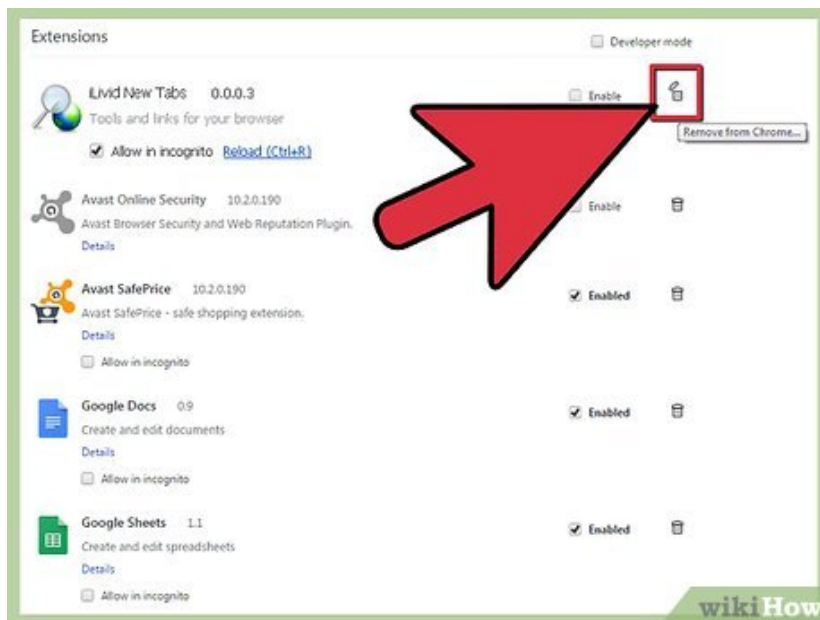 Extensions
Developer mode
iLivid New Tabs 0.0.0.3
Enable
Tools and links for your browser
Remove from Chrome...
Allow in incognito Reload (Ctrl+R)
Avast Online Security 10.2.0.190
Enable
Avast Browser Security and Web Reputation Plugin.
Details
Avast SafePrice 10.2.0.190
Enabled
Avast SafePrice - safe shopping extension.
Details
Allow in incognito
Google Docs 0.9
Enabled
Create and edit documents
Details
Allow in incognito
Google Sheets 1.1
Enabled
Create and edit spreadsheets
Details
Allow in incognito
wikiHow